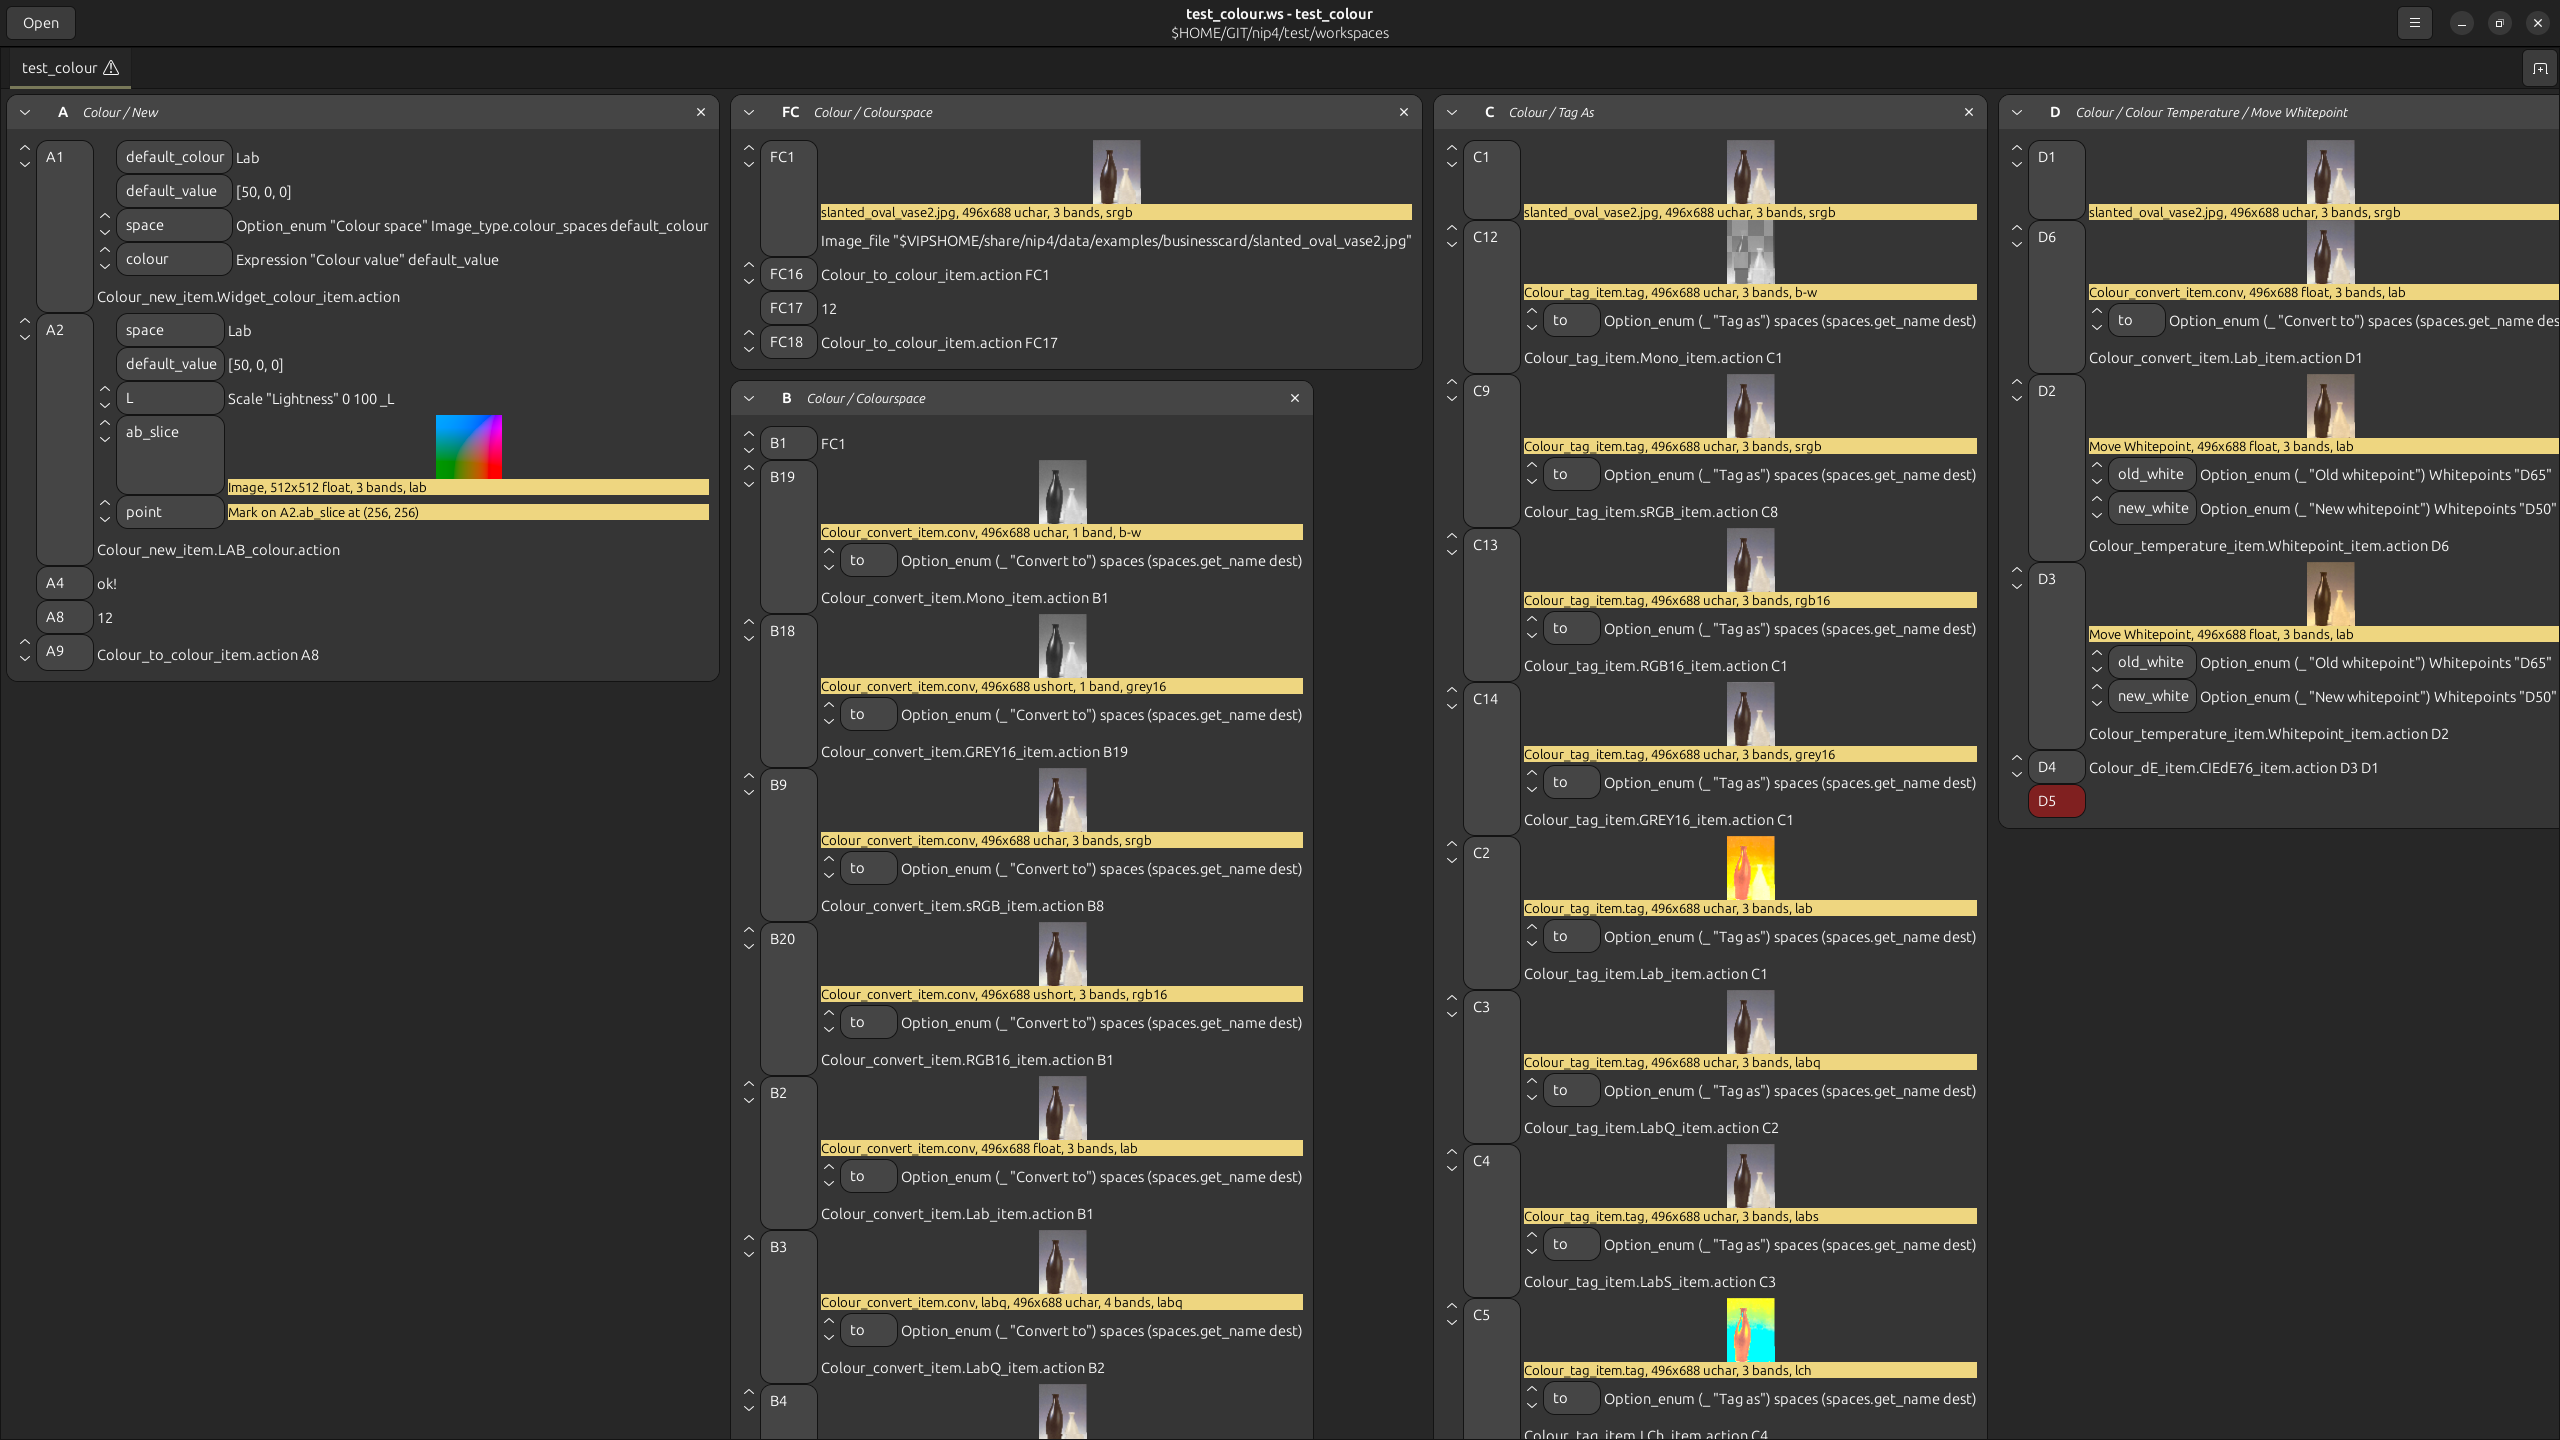 Open
test_colour.ws - test_colour
$HOME/GIT/nip4/test/workspaces
test_colour
A Colour / New
A1
default_colour Lab
default_value [50, 0, 0]
space Option_enum "Colour space" Image_type.colour_spaces default_colour
colour Expression "Colour value" default_value
Colour_new_item.Widget_colour_item.action
A2
space Lab
default_value [50, 0, 0]
L Scale "Lightness" 0 100 _L
ab_slice
Image, 512x512 float, 3 bands, lab
point Mark on A2.ab_slice at (256, 256)
Colour_new_item.LAB_colour.action
A4 ok!
A8 12
A9 Colour_to_colour_item.action A8
FC Colour / Colourspace
FC1
slanted_oval_vase2.jpg, 496x688 uchar, 3 bands, srgb
Image_file "$VIPSHOME/share/nip4/data/examples/businesscard/slanted_oval_vase2.jpg"
FC16 Colour_to_colour_item.action FC1
FC17 12
FC18 Colour_to_colour_item.action FC17
B Colour / Colourspace
B1 FC1
B19
Colour_convert_item.conv, 496x688 uchar, 1 band, b-w
to Option_enum (_ "Convert to") spaces (spaces.get_name dest)
Colour_convert_item.Mono_item.action B1
B18
Colour_convert_item.conv, 496x688 ushort, 1 band, grey16
to Option_enum (_ "Convert to") spaces (spaces.get_name dest)
Colour_convert_item.GREY16_item.action B19
B9
Colour_convert_item.conv, 496x688 uchar, 3 bands, srgb
to Option_enum (_ "Convert to") spaces (spaces.get_name dest)
Colour_convert_item.sRGB_item.action B8
B20
Colour_convert_item.conv, 496x688 ushort, 3 bands, rgb16
to Option_enum (_ "Convert to") spaces (spaces.get_name dest)
Colour_convert_item.RGB16_item.action B1
B2
Colour_convert_item.conv, 496x688 float, 3 bands, lab
to Option_enum (_ "Convert to") spaces (spaces.get_name dest)
Colour_convert_item.Lab_item.action B1
B3
Colour_convert_item.conv, labq, 496x688 uchar, 4 bands, labq
to Option_enum (_ "Convert to") spaces (spaces.get_name dest)
Colour_convert_item.LabQ_item.action B2
B4
C Colour / Tag As
C1
slanted_oval_vase2.jpg, 496x688 uchar, 3 bands, srgb
C12
Colour_tag_item.tag, 496x688 uchar, 3 bands, b-w
to Option_enum (_ "Tag as") spaces (spaces.get_name dest)
Colour_tag_item.Mono_item.action C1
C9
Colour_tag_item.tag, 496x688 uchar, 3 bands, srgb
to Option_enum (_ "Tag as") spaces (spaces.get_name dest)
Colour_tag_item.sRGB_item.action C8
C13
Colour_tag_item.tag, 496x688 uchar, 3 bands, rgb16
to Option_enum (_ "Tag as") spaces (spaces.get_name dest)
Colour_tag_item.RGB16_item.action C1
C14
Colour_tag_item.tag, 496x688 uchar, 3 bands, grey16
to Option_enum (_ "Tag as") spaces (spaces.get_name dest)
Colour_tag_item.GREY16_item.action C1
C2
Colour_tag_item.tag, 496x688 uchar, 3 bands, lab
to Option_enum (_ "Tag as") spaces (spaces.get_name dest)
Colour_tag_item.Lab_item.action C1
C3
Colour_tag_item.tag, 496x688 uchar, 3 bands, labq
to Option_enum (_ "Tag as") spaces (spaces.get_name dest)
Colour_tag_item.LabQ_item.action C2
C4
Colour_tag_item.tag, 496x688 uchar, 3 bands, labs
to Option_enum (_ "Tag as") spaces (spaces.get_name dest)
Colour_tag_item.LabS_item.action C3
C5
Colour_tag_item.tag, 496x688 uchar, 3 bands, lch
to Option_enum (_ "Tag as") spaces (spaces.get_name dest)
Colour_tag_item.LCh_item.action C4
D Colour / Colour Temperature / Move Whitepoint
D1
slanted_oval_vase2.jpg, 496x688 uchar, 3 bands, srgb
D6
Colour_convert_item.conv, 496x688 float, 3 bands, lab
to Option_enum (_ "Convert to") spaces (spaces.get_name des
Colour_convert_item.Lab_item.action D1
D2
Move Whitepoint, 496x688 float, 3 bands, lab
old_white Option_enum (_ "Old whitepoint") Whitepoints "D65"
new_white Option_enum (_ "New whitepoint") Whitepoints "D50"
Colour_temperature_item.Whitepoint_item.action D6
D3
Move Whitepoint, 496x688 float, 3 bands, lab
old_white Option_enum (_ "Old whitepoint") Whitepoints "D65"
new_white Option_enum (_ "New whitepoint") Whitepoints "D50"
Colour_temperature_item.Whitepoint_item.action D2
D4 Colour_dE_item.CIEdE76_item.action D3 D1
D5